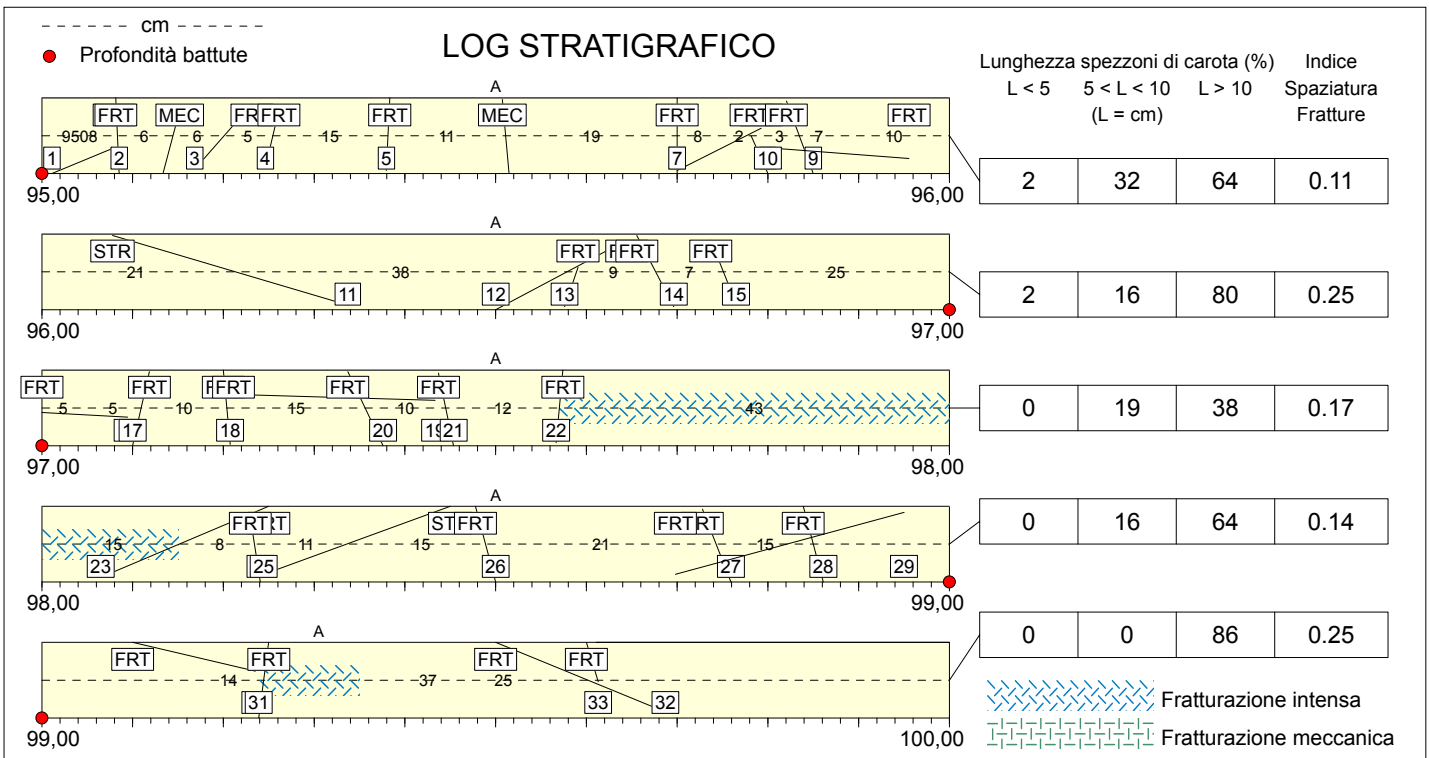 cm
Profondità battute
LOG STRATIGRAFICO
Lunghezza spezzoni di carota (%) Indice
L < 5 5 < L < 10 L > 10 Spaziatura
(L = cm) Fratture
A
FRT MEC FRT MEC FRT FRT FRT FRT
6 6 5 15 11 19 8 2 3 7 10
1 2 3 4 5 7 10 9
95,00 96,00
2 32 64 0.11
A
STR FRT FRT FRT
21 38 9 7 25
11 12 13 14 15
96,00 97,00
2 16 80 0.25
A
FRT FRT FRT FRT FRT FRT
5 5 10 15 10 12 43
17 18 20 19 21 22
97,00 98,00
0 19 38 0.17
A
FRT FRT FRT FRT
15 8 11 15 21 15
23 25 26 27 28 29
98,00 99,00
0 16 64 0.14
A
FRT FRT FRT FRT
14 37 25
31 33 32
99,00 100,00
0 0 86 0.25
Fratturazione intensa
Fratturazione meccanica